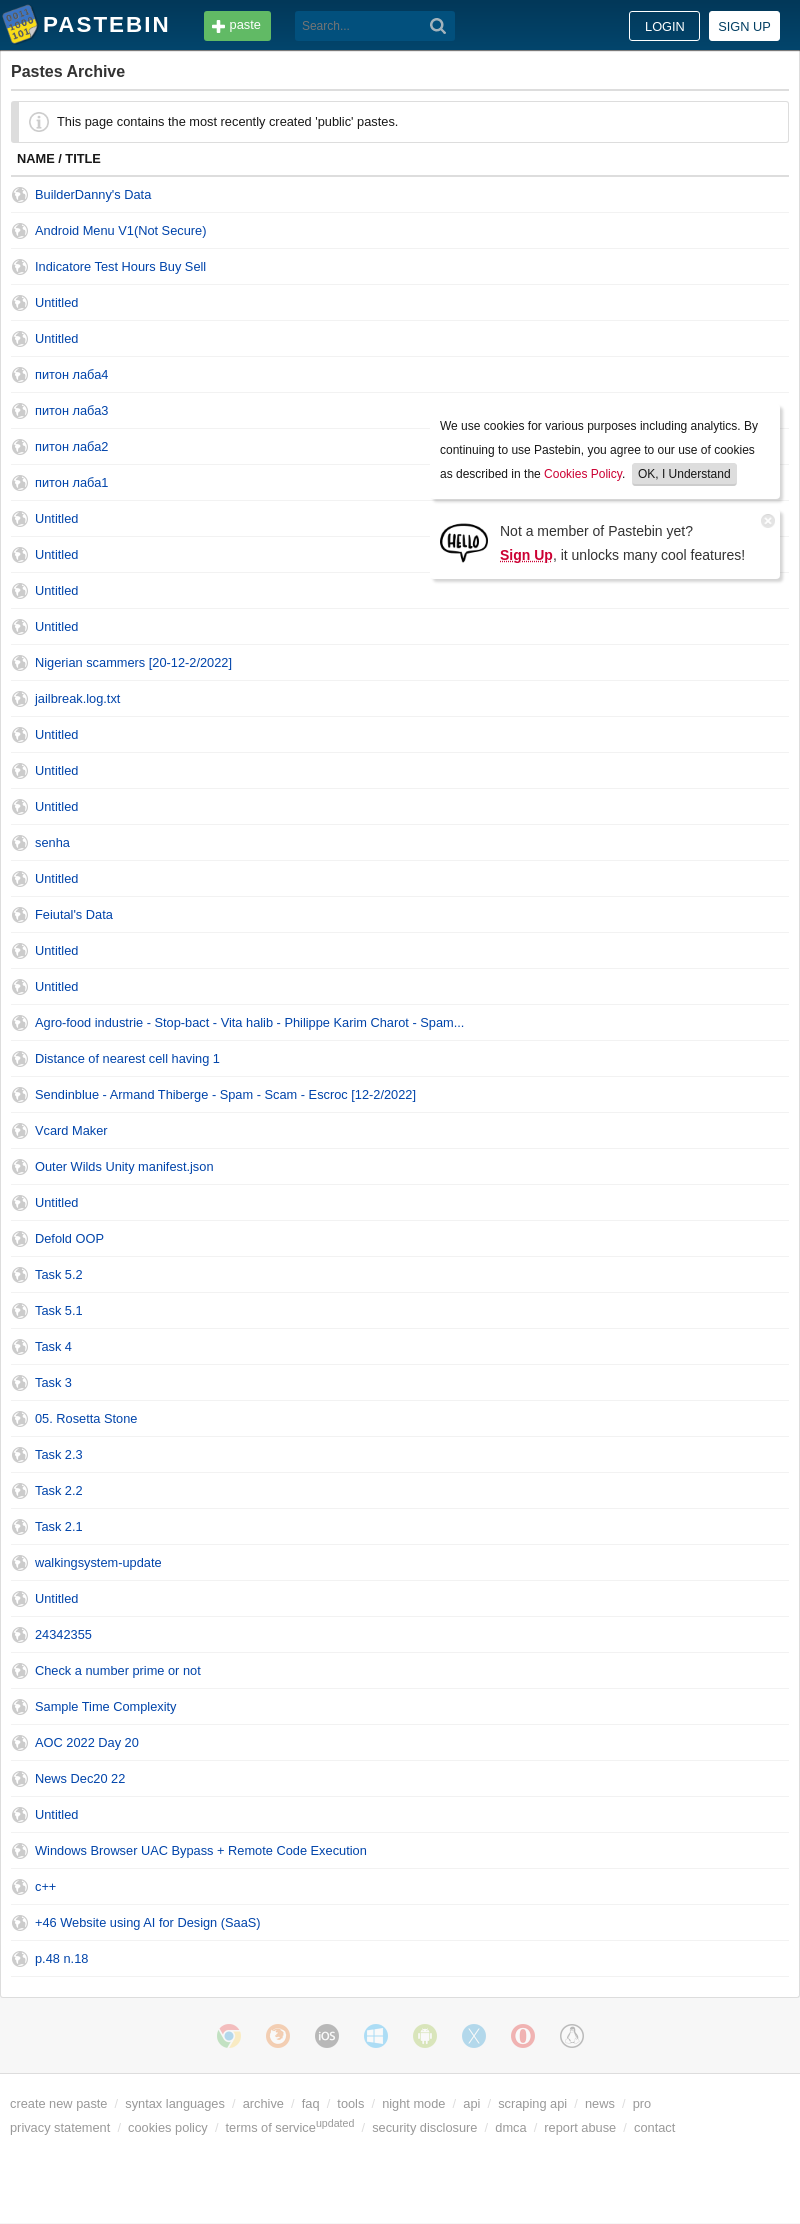 PASTEBIN
paste
Search...
LOGIN
SIGN UP
Pastes Archive
This page contains the most recently created 'public' pastes.
NAME / TITLE
BuilderDanny's Data
Android Menu V1(Not Secure)
Indicatore Test Hours Buy Sell
Untitled
Untitled
питон лаба4
питон лаба3
питон лаба2
питон лаба1
Untitled
Untitled
Untitled
Untitled
We use cookies for various purposes including analytics. By
continuing to use Pastebin, you agree to our use of cookies
as described in the Cookies Policy. OK, I Understand
HELLO
Not a member of Pastebin yet?
Sign Up, it unlocks many cool features!
Nigerian scammers [20-12-2/2022]
jailbreak.log.txt
Untitled
Untitled
Untitled
senha
Untitled
Feiutal's Data
Untitled
Untitled
Agro-food industrie - Stop-bact - Vita halib - Philippe Karim Charot - Spam...
Distance of nearest cell having 1
Sendinblue - Armand Thiberge - Spam - Scam - Escroc [12-2/2022]
Vcard Maker
Outer Wilds Unity manifest.json
Untitled
Defold OOP
Task 5.2
Task 5.1
Task 4
Task 3
05. Rosetta Stone
Task 2.3
Task 2.2
Task 2.1
walkingsystem-update
Untitled
24342355
Check a number prime or not
Sample Time Complexity
AOC 2022 Day 20
News Dec20 22
Untitled
Windows Browser UAC Bypass + Remote Code Execution
c++
+46 Website using AI for Design (SaaS)
p.48 n.18
iOS
create new paste / syntax languages / archive / faq / tools / night mode / api / scraping api / news / pro
privacy statement / cookies policy / terms of service updated / security disclosure / dmca / report abuse / contact